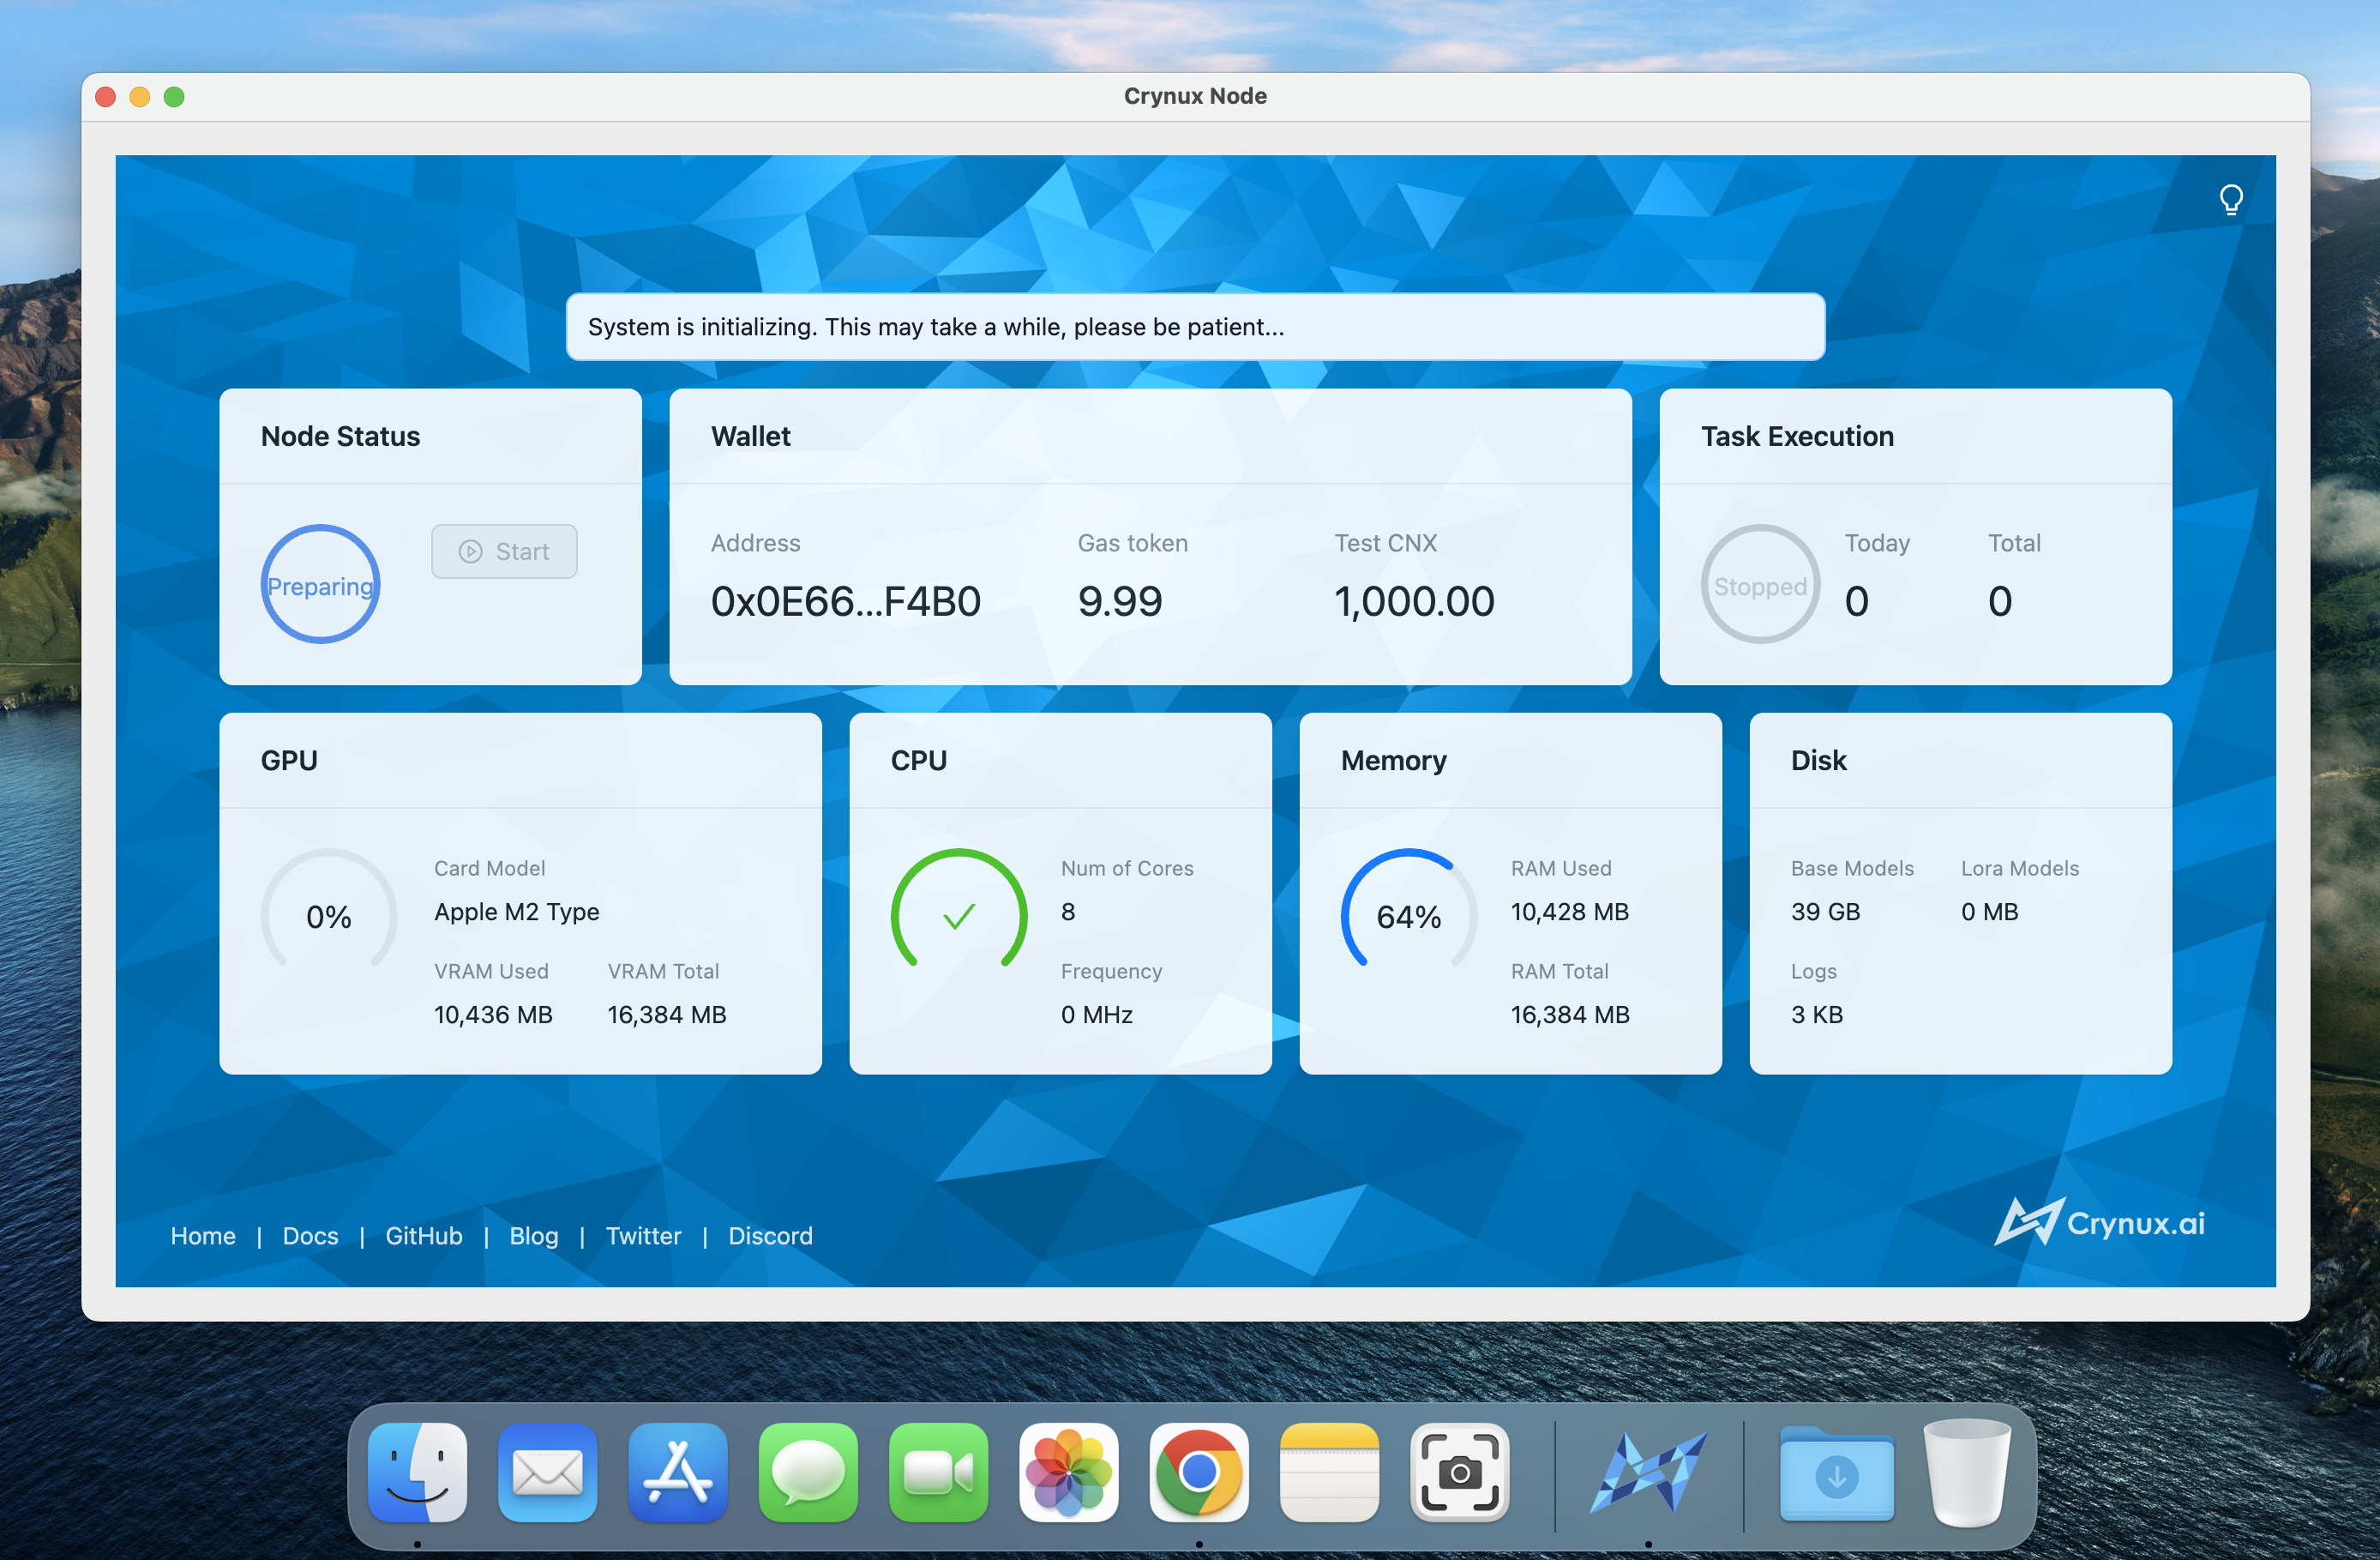 Crynux Node
System is initializing. This may take a while, please be patient...
Node Status
Preparing
Start
Wallet
Address
Gas token
Test CNX
0x0E66...F4B0
9.99
1,000.00
Task Execution
Stopped
Today
Total
0
0
GPU
0%
Card Model
Apple M2 Type
VRAM Used
VRAM Total
10,436 MB
16,384 MB
CPU
Num of Cores
8
Frequency
0 MHz
Memory
64%
RAM Used
10,428 MB
RAM Total
16,384 MB
Disk
Base Models
Lora Models
39 GB
0 MB
Logs
3 KB
Home | Docs | GitHub | Blog | Twitter | Discord
Crynux.ai